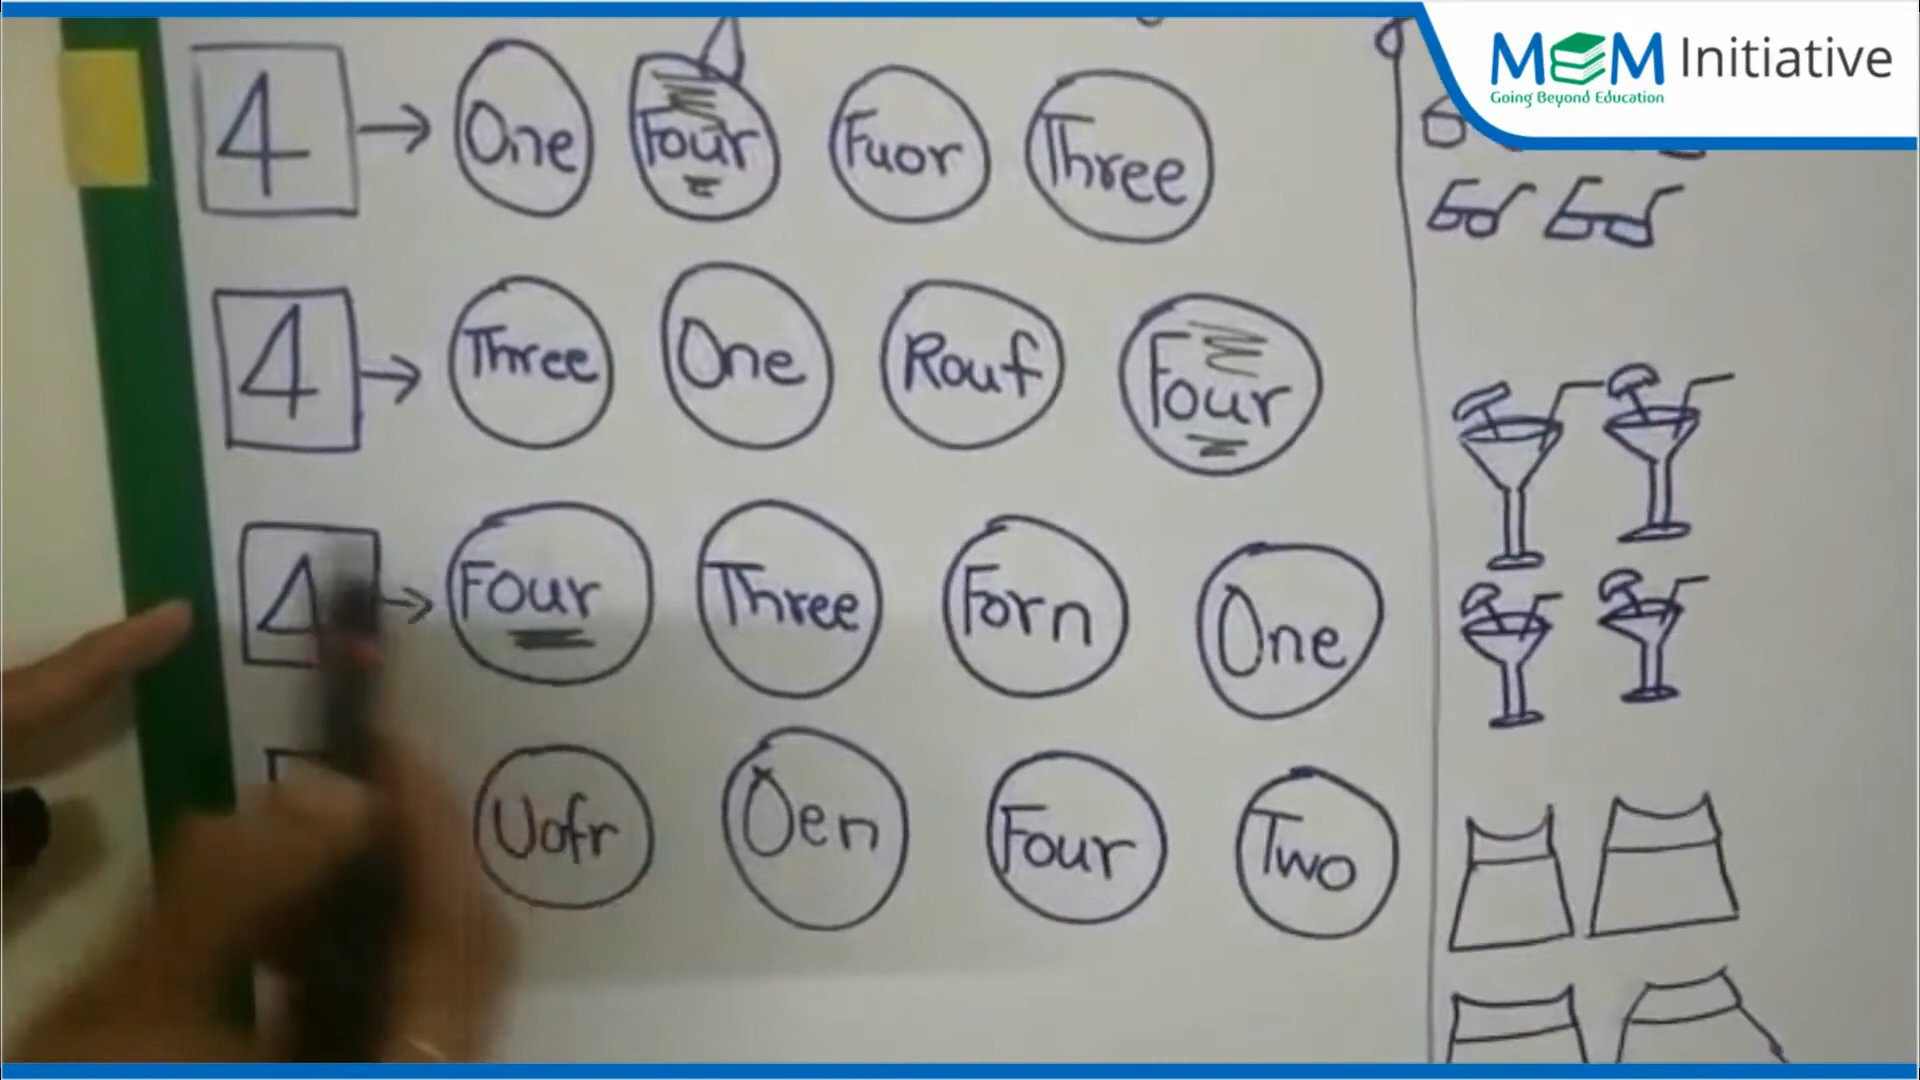 MEM Initiative
Going Beyond Education
4 One Four Fuor Three
4 Three One Rouf Four
4 Four Three Forn One
Uofr Oen Four Two